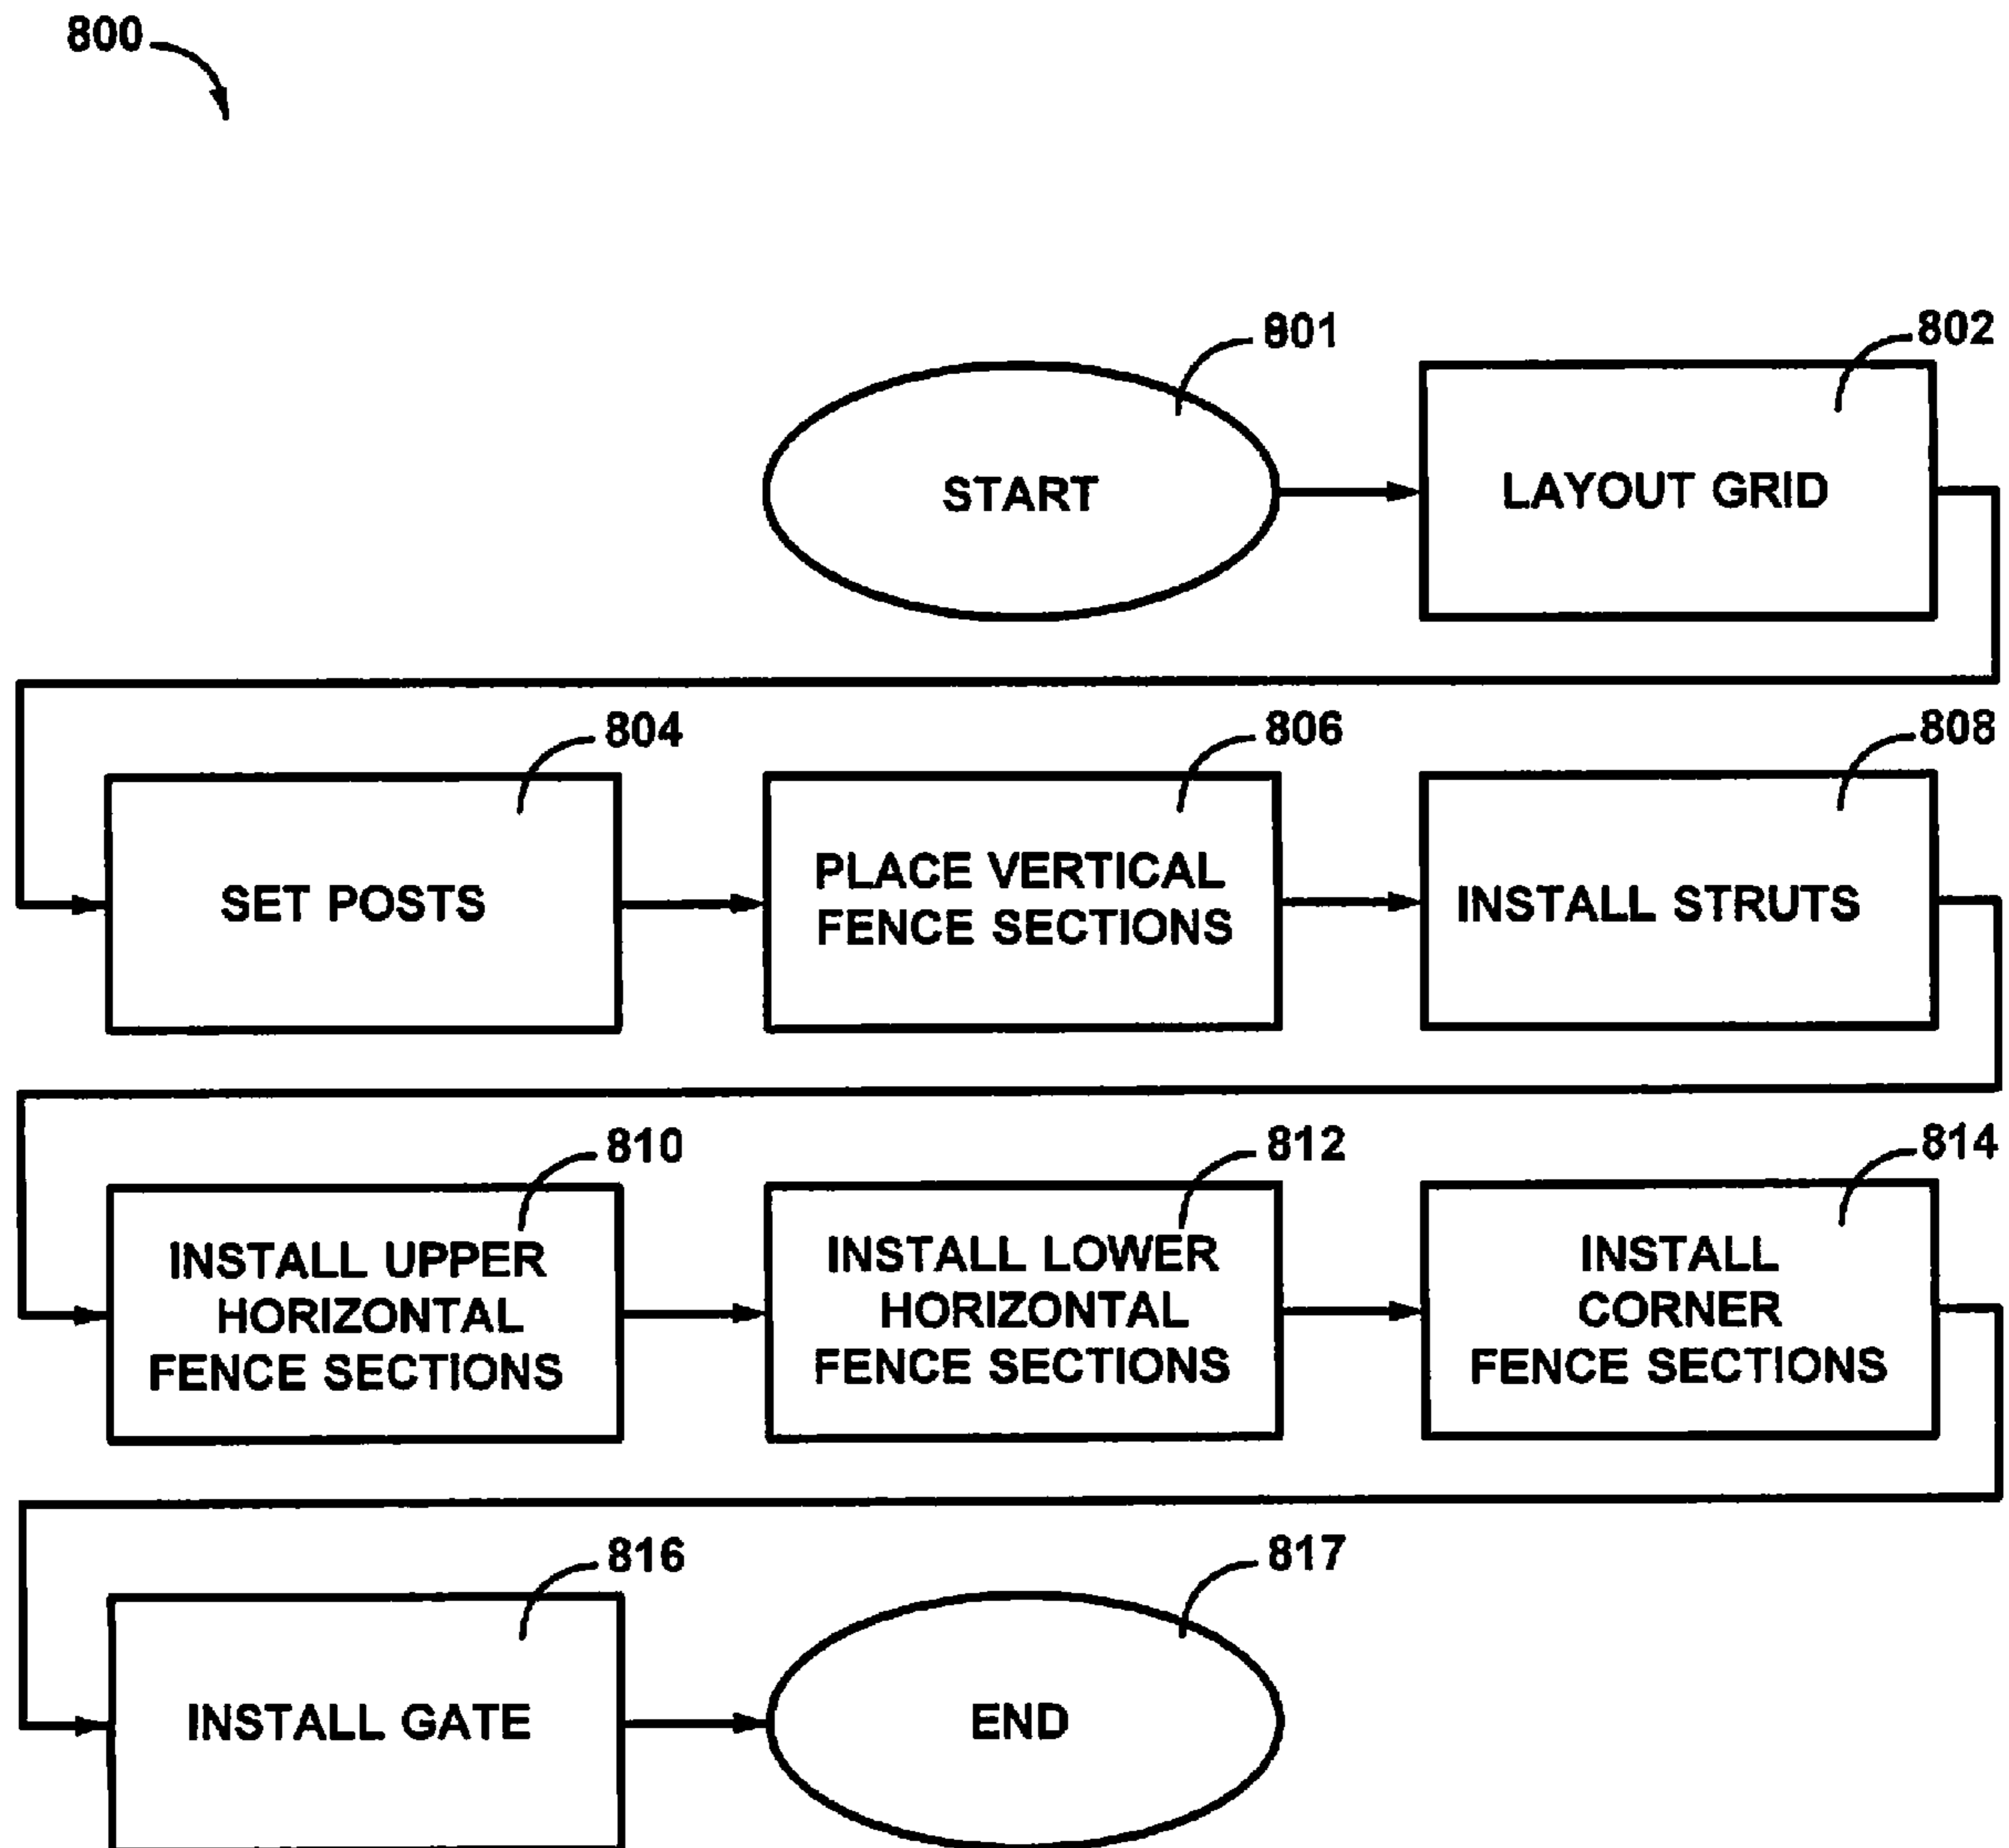 800
801
802
START
LAYOUT GRID
804
806
808
SET POSTS
PLACE VERTICAL
FENCE SECTIONS
INSTALL STRUTS
810
812
814
INSTALL UPPER
HORIZONTAL
FENCE SECTIONS
INSTALL LOWER
HORIZONTAL
FENCE SECTIONS
INSTALL
CORNER
FENCE SECTIONS
816
817
INSTALL GATE
END